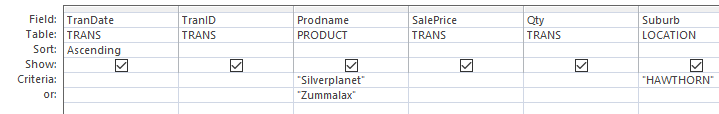 Field: TranDate TranID Prodname SalePrice Qty Suburb
Table: TRANS TRANS PRODUCT TRANS TRANS LOCATION
Sort: Ascending
Show:
Criteria: "Silverplanet" "HAWTHORN"
or: "Zummalax"